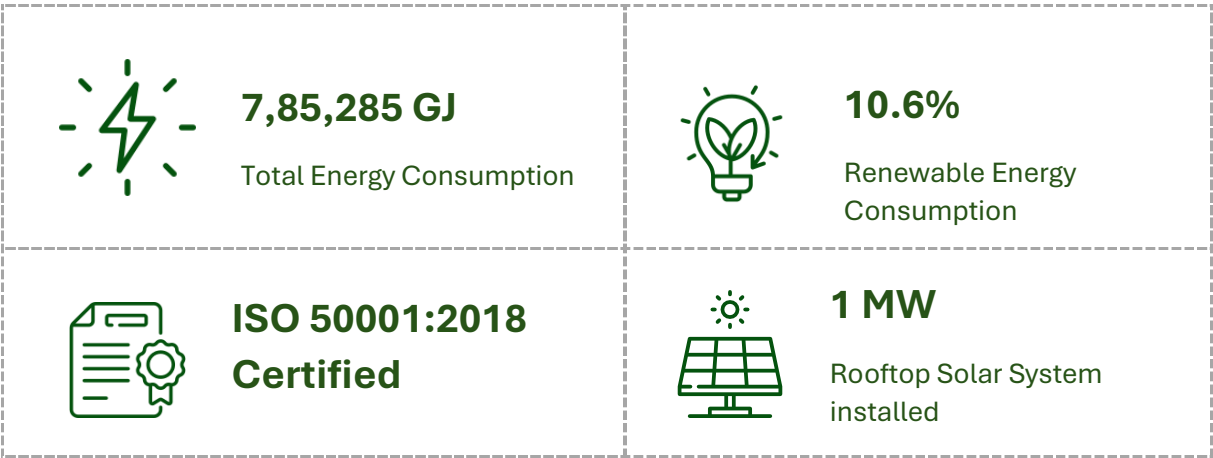 7,85,285 GJ
Total Energy Consumption
10.6%
Renewable Energy
Consumption
ISO 50001:2018
Certified
1 MW
Rooftop Solar System
installed